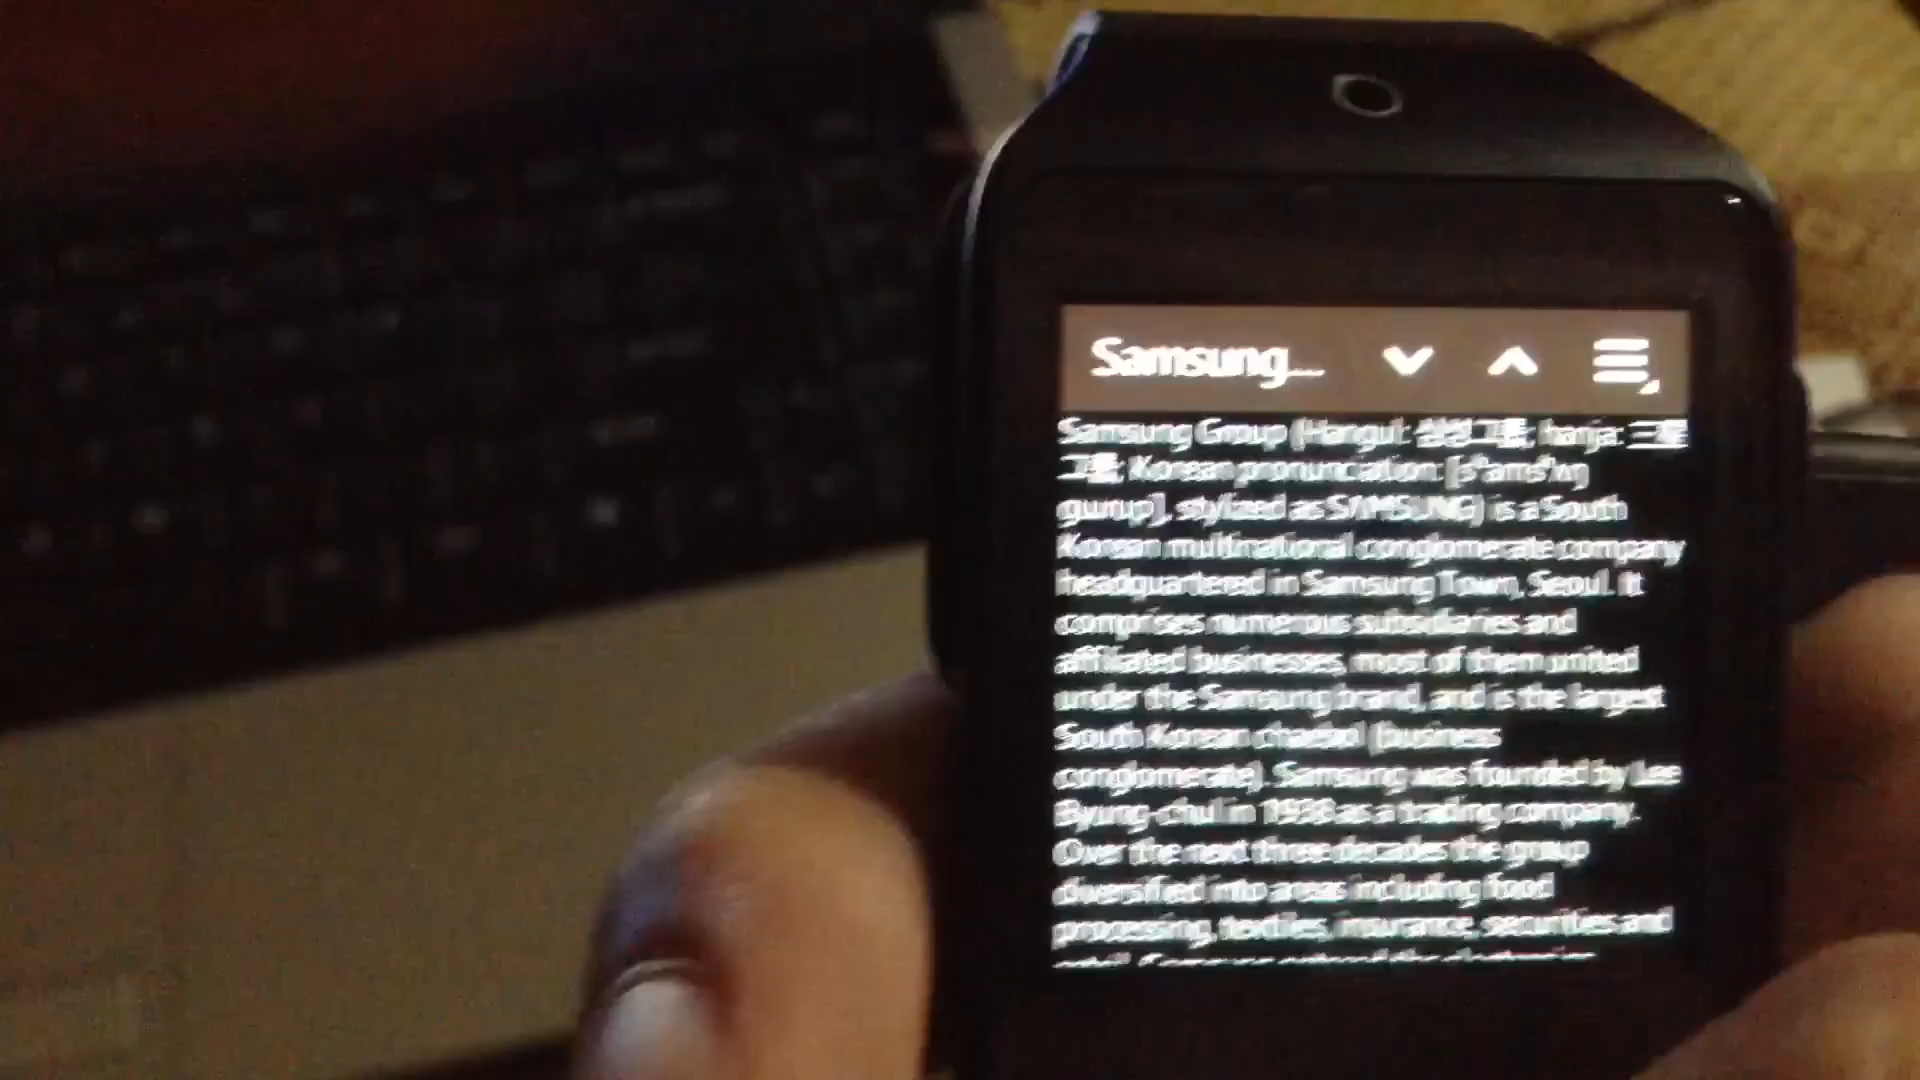 Samsung...
Samsung Group (Hangul: 삼성그룹; hanja: 三星
그룹; Korean pronunciation: [sʰamsʰʌŋ
gɯɾup], stylized as SΛMSUNG) is a South
Korean multinational conglomerate company
headquartered in Samsung Town, Seoul. It
comprises numerous subsidiaries and
affiliated businesses, most of them united
under the Samsung brand, and is the largest
South Korean chaebol (business
conglomerate). Samsung was founded by Lee
Byung-chul in 1938 as a trading company.
Over the next three decades the group
diversified into areas including food
processing, textiles, insurance, securities and